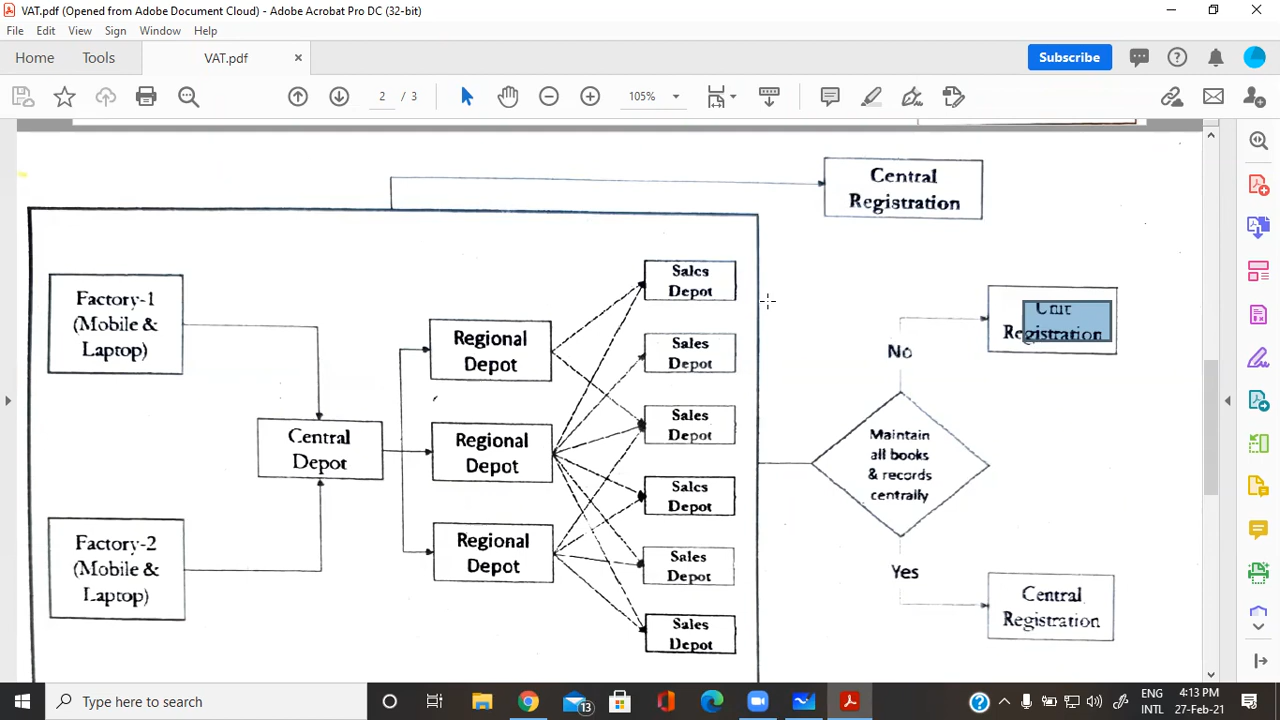 VAT.pdf (Opened from Adobe Document Cloud) - Adobe Acrobat Pro DC (32-bit)
File Edit View Sign Window Help
Home Tools VAT.pdf × Subscribe
2 / 3 105%
Central
Registration
Factory-1
(Mobile &
Laptop)
Central
Depot
Factory-2
(Mobile &
Laptop)
Regional
Depot
Regional
Depot
Regional
Depot
Sales
Depot
Sales
Depot
Sales
Depot
Sales
Depot
Sales
Depot
Sales
Depot
Unit
Registration
No
Maintain
all books
& records
centrally
Yes
Central
Registration
Type here to search
13
ENG
INTL
4:13 PM
27-Feb-21